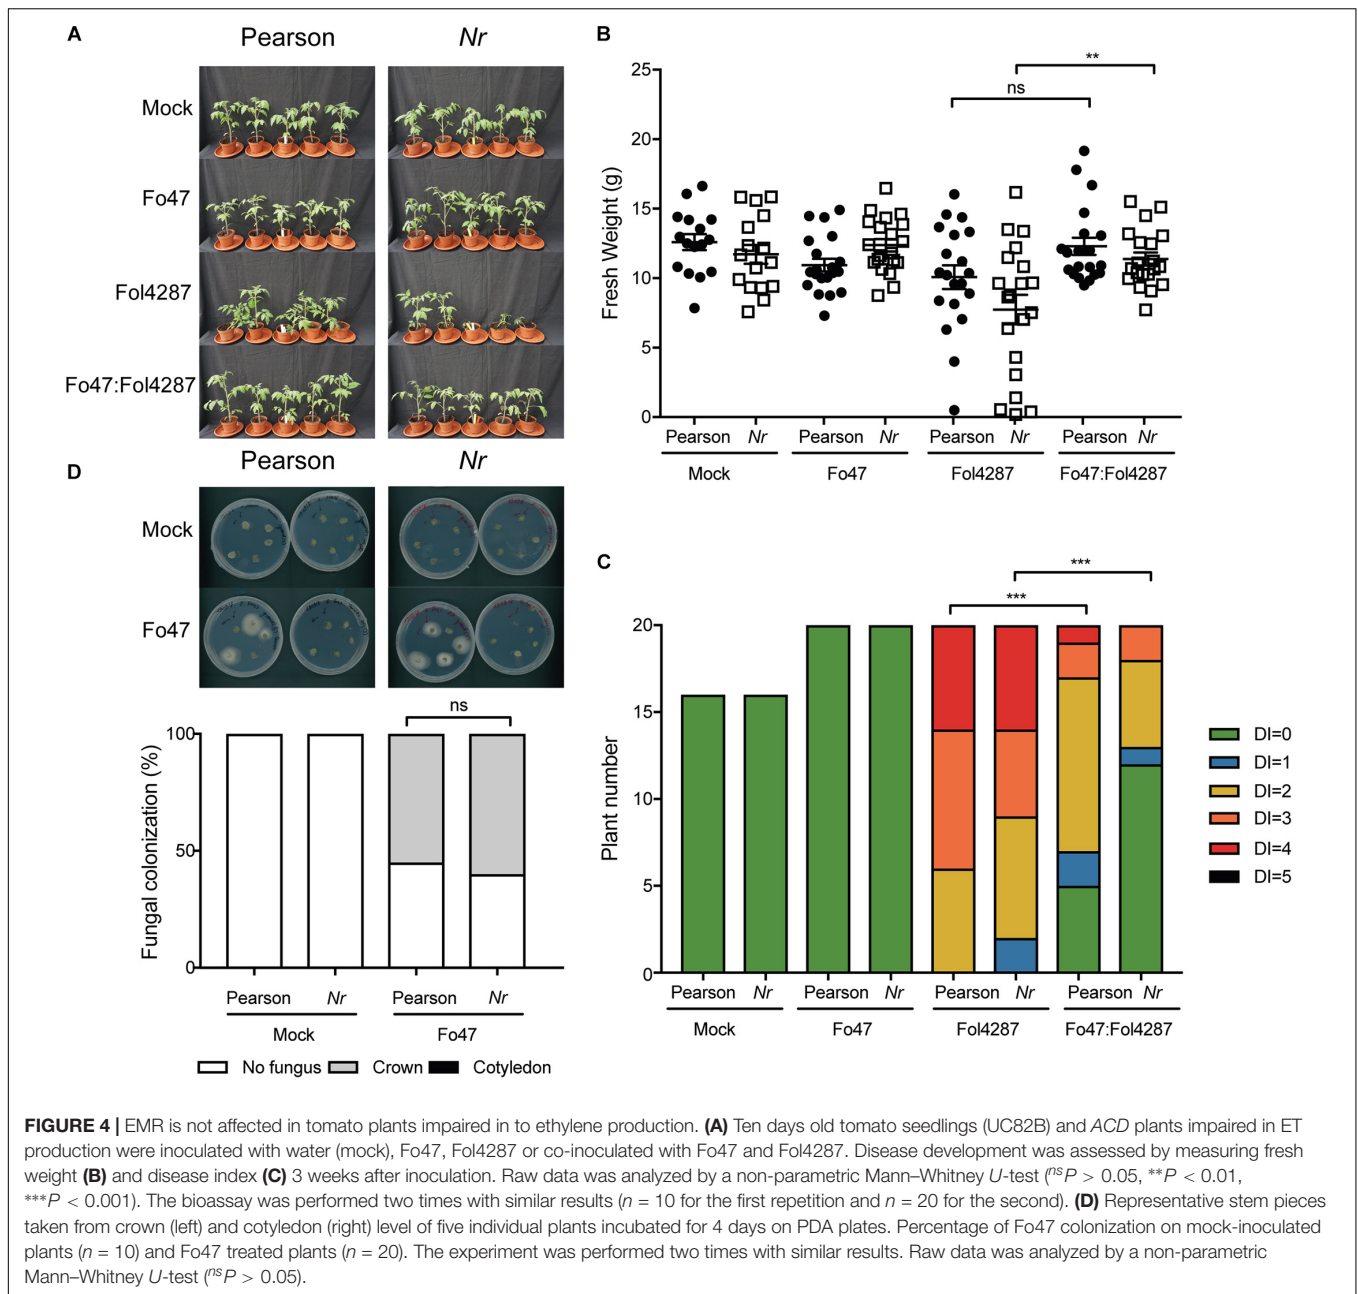 A
Pearson
Nr
Mock
Fo47
Fol4287
Fo47:Fol4287
B
Fresh Weight (g)
25
20
15
10
5
0
ns
**
Pearson Nr Pearson Nr Pearson Nr Pearson Nr
Mock Fo47 Fol4287 Fo47:Fol4287
D
Pearson
Nr
Mock
Fo47
Fungal colonization (%)
100
50
0
ns
Pearson Nr Pearson Nr
Mock Fo47
No fungus Crown Cotyledon
C
Plant number
20
15
10
5
0
***
***
Pearson Nr Pearson Nr Pearson Nr Pearson Nr
Mock Fo47 Fol4287 Fo47:Fol4287
DI=0
DI=1
DI=2
DI=3
DI=4
DI=5
FIGURE 4 | EMR is not affected in tomato plants impaired in to ethylene production. (A) Ten days old tomato seedlings (UC82B) and ACD plants impaired in ET
production were inoculated with water (mock), Fo47, Fol4287 or co-inoculated with Fo47 and Fol4287. Disease development was assessed by measuring fresh
weight (B) and disease index (C) 3 weeks after inoculation. Raw data was analyzed by a non-parametric Mann–Whitney U-test (nsP > 0.05, **P < 0.01,
***P < 0.001). The bioassay was performed two times with similar results (n = 10 for the first repetition and n = 20 for the second). (D) Representative stem pieces
taken from crown (left) and cotyledon (right) level of five individual plants incubated for 4 days on PDA plates. Percentage of Fo47 colonization on mock-inoculated
plants (n = 10) and Fo47 treated plants (n = 20). The experiment was performed two times with similar results. Raw data was analyzed by a non-parametric
Mann–Whitney U-test (nsP > 0.05).